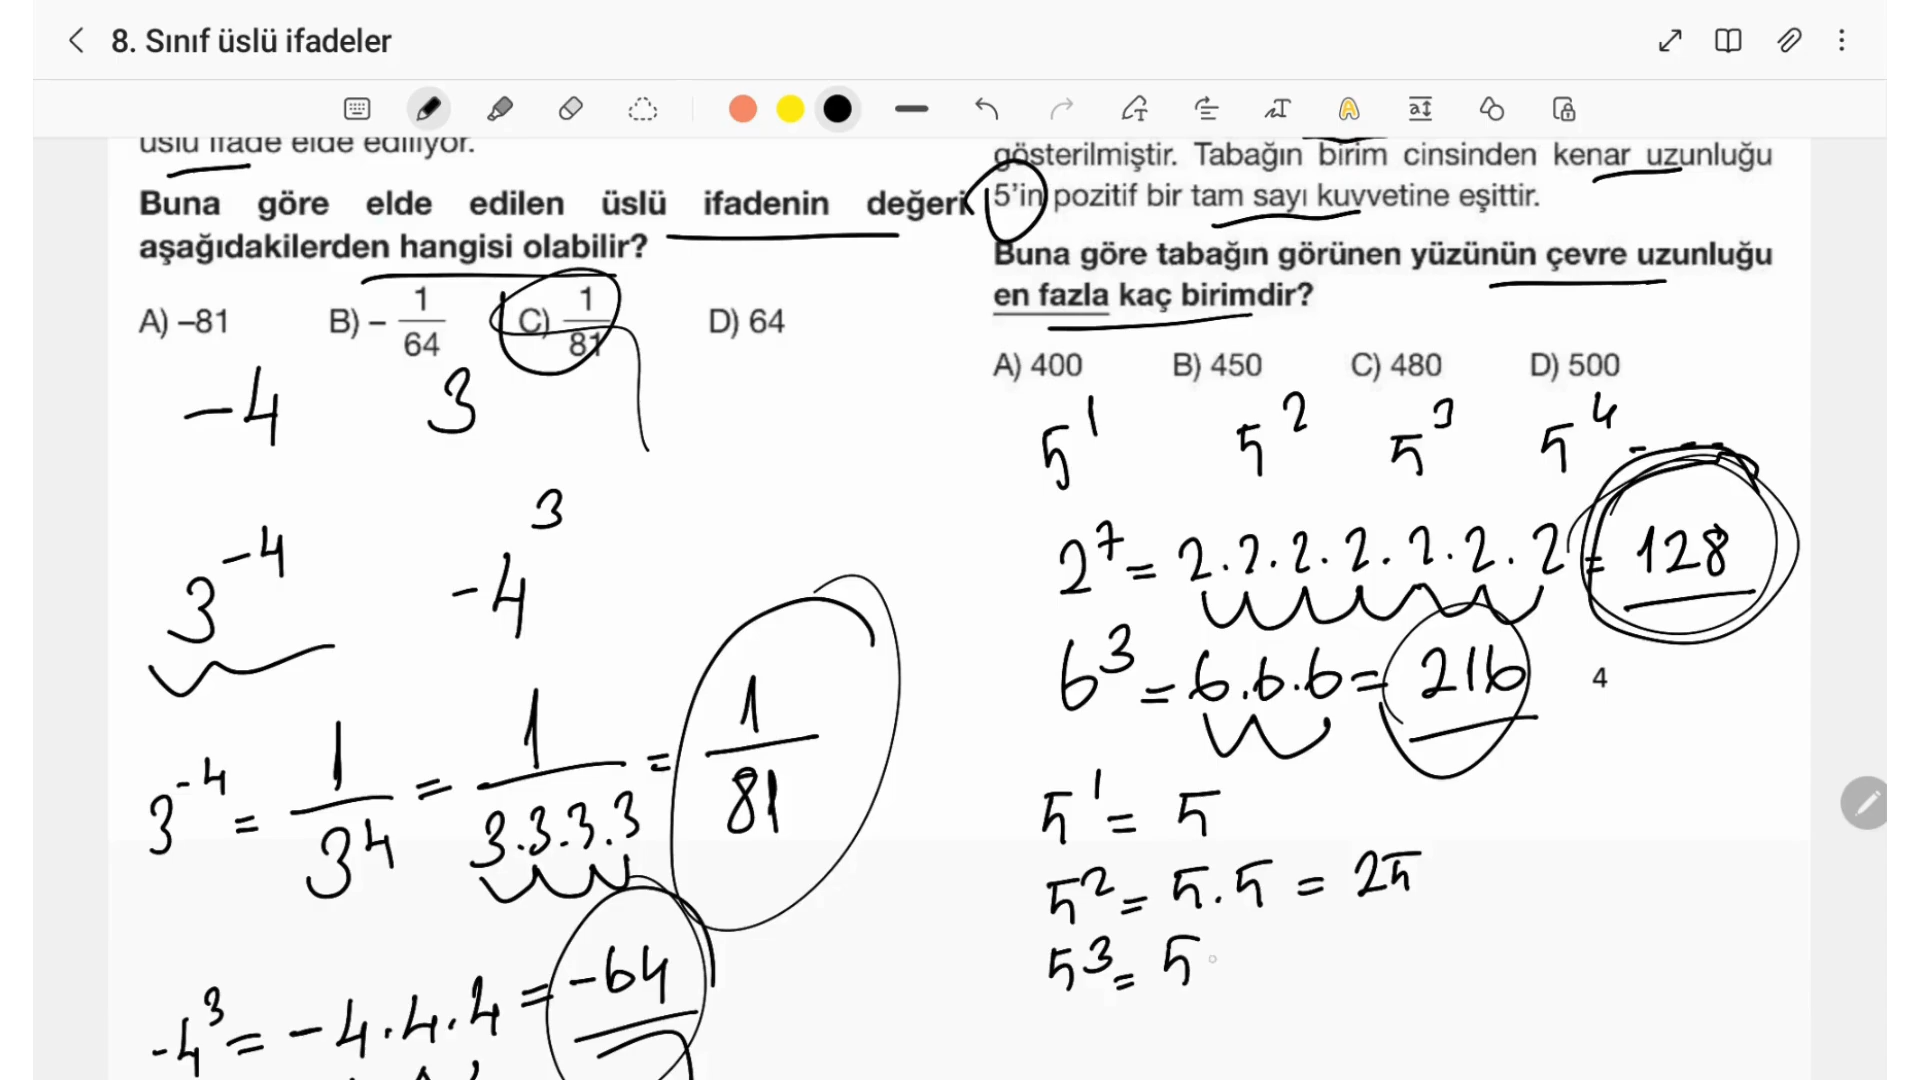 8. Sınıf üslü ifadeler
üslü ifade elde ediliyor.
Buna göre elde edilen üslü ifadenin değeri
aşağıdakilerden hangisi olabilir?
A) –81 B) – 1/64 C) 1/81 D) 64
-4 3
3^-4 -4^3
3^-4 = 1/3^4 = 1/3.3.3.3 = 1/81
-4^3 = -4.4.4 = -64
gösterilmiştir. Tabağın birim cinsinden kenar uzunluğu
5'in pozitif bir tam sayı kuvvetine eşittir.
Buna göre tabağın görünen yüzünün çevre uzunluğu
en fazla kaç birimdir?
A) 400 B) 450 C) 480 D) 500
5^1 5^2 5^3 5^4 ----
2^7 = 2.2.2.2.2.2.2 = 128
6^3 = 6.6.6 = 216
4
5^1 = 5
5^2 = 5.5 = 25
5^3 = 5